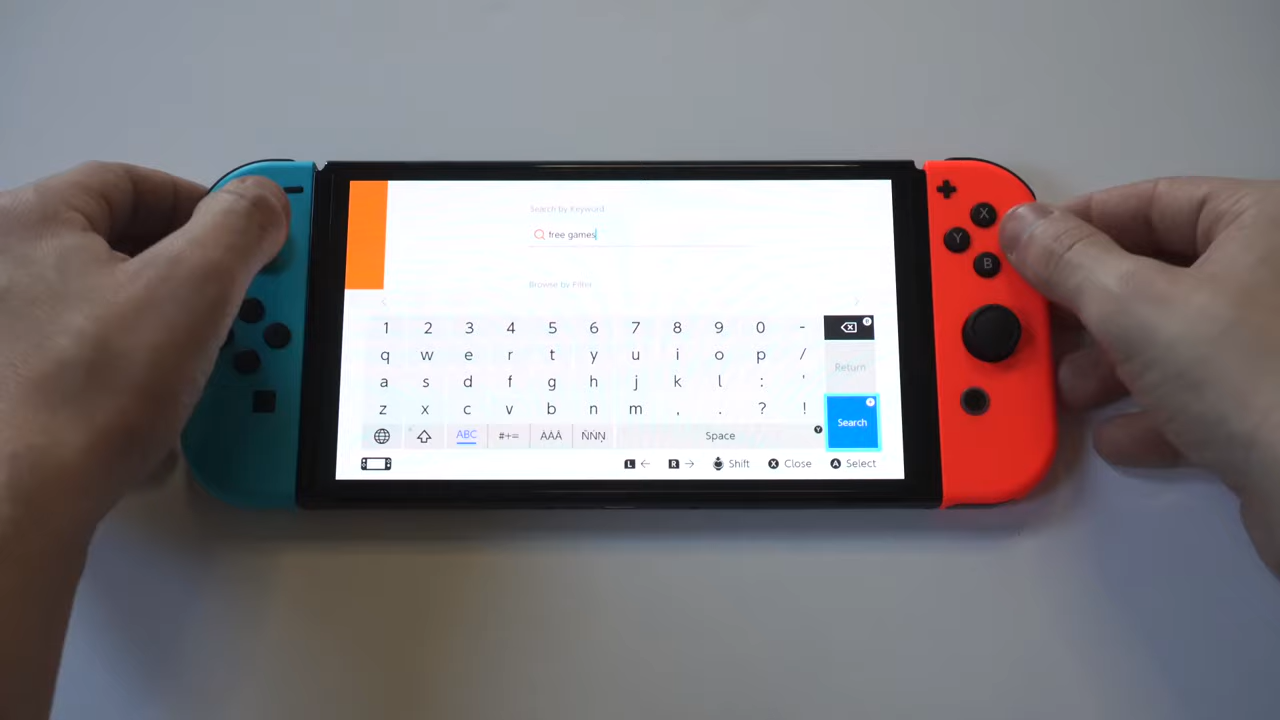 Search by Keyword
free games
Browse by Filter
1 2 3 4 5 6 7 8 9 0 -
q w e r t y u i o p /
Return
a s d f g h j k l : '
z x c v b n m , . ? !
Search
ABC #+= ÀÁÂ ÑŃŅ Space Y
L ← R → Shift X Close A Select
X
Y
B